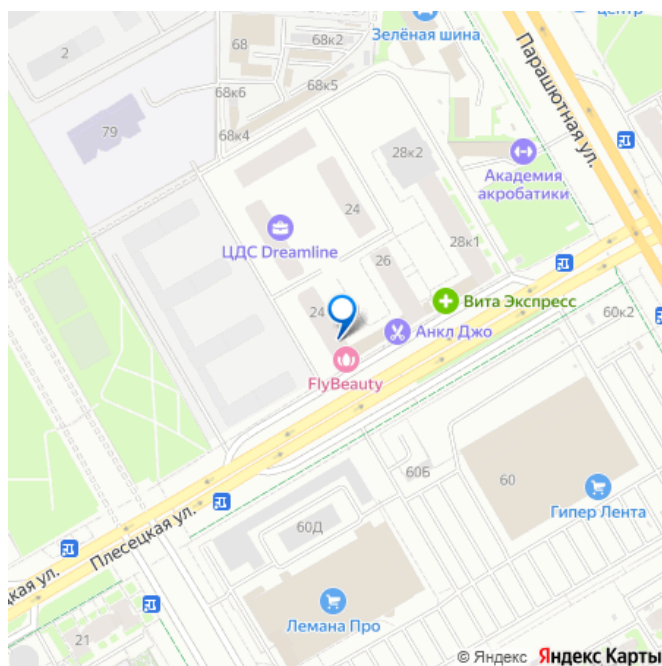 центр
2
68
68к2
Зелёная шина
68к5
68к6
79
68к4
Парашютная ул.
28к2
Академия
акробатики
24
ЦДС Dreamline
28к1
26
Вита Экспресс
24
60к2
Анкл Джо
FlyBeauty
60Б
60
Гипер Лента
Плесецкая ул.
60Д
цкая ул.
21
Лемана Про
© Яндекс Яндекс Карты